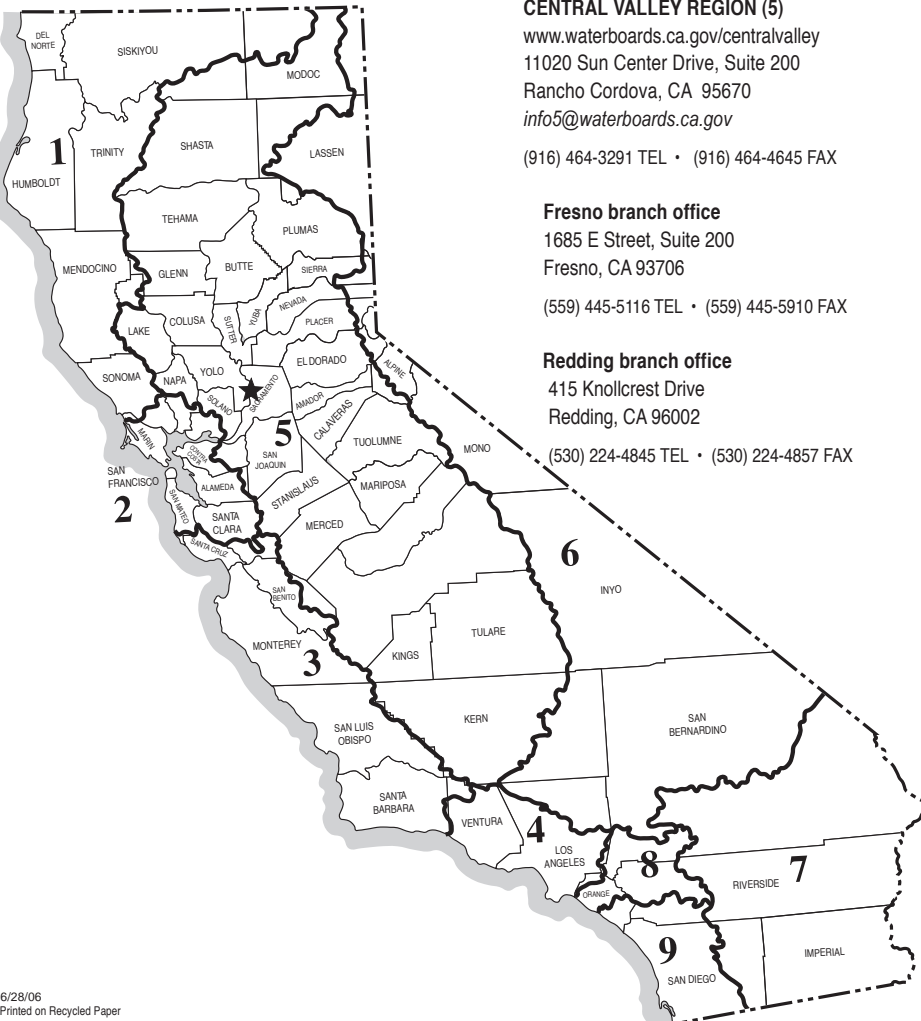 CENTRAL VALLEY REGION (5)
www.waterboards.ca.gov/centralvalley
11020 Sun Center Drive, Suite 200
Rancho Cordova, CA 95670
info5@waterboards.ca.gov
(916) 464-3291 TEL • (916) 464-4645 FAX
Fresno branch office
1685 E Street, Suite 200
Fresno, CA 93706
(559) 445-5116 TEL • (559) 445-5910 FAX
Redding branch office
415 Knollcrest Drive
Redding, CA 96002
(530) 224-4845 TEL • (530) 224-4857 FAX
DEL
NORTE
SISKIYOU
MODOC
1
HUMBOLDT
TRINITY
SHASTA
LASSEN
TEHAMA
PLUMAS
MENDOCINO
GLENN
BUTTE
SIERRA
LAKE
COLUSA
SUTTER
YUBA
NEVADA
PLACER
SONOMA
NAPA
YOLO
EL DORADO
ALPINE
SOLANO
SACRAMENTO
AMADOR
CALAVERAS
MARIN
CONTRA
COSTA
5
SAN
JOAQUIN
TUOLUMNE
MONO
SAN
FRANCISCO
2
ALAMEDA
STANISLAUS
MARIPOSA
SAN MATEO
SANTA
CLARA
MERCED
SANTA CRUZ
6
INYO
SAN
BENITO
MONTEREY
3
KINGS
TULARE
SAN LUIS
OBISPO
KERN
SAN
BERNARDINO
SANTA
BARBARA
VENTURA
4
LOS
ANGELES
8
ORANGE
RIVERSIDE
7
9
SAN DIEGO
IMPERIAL
6/28/06
Printed on Recycled Paper